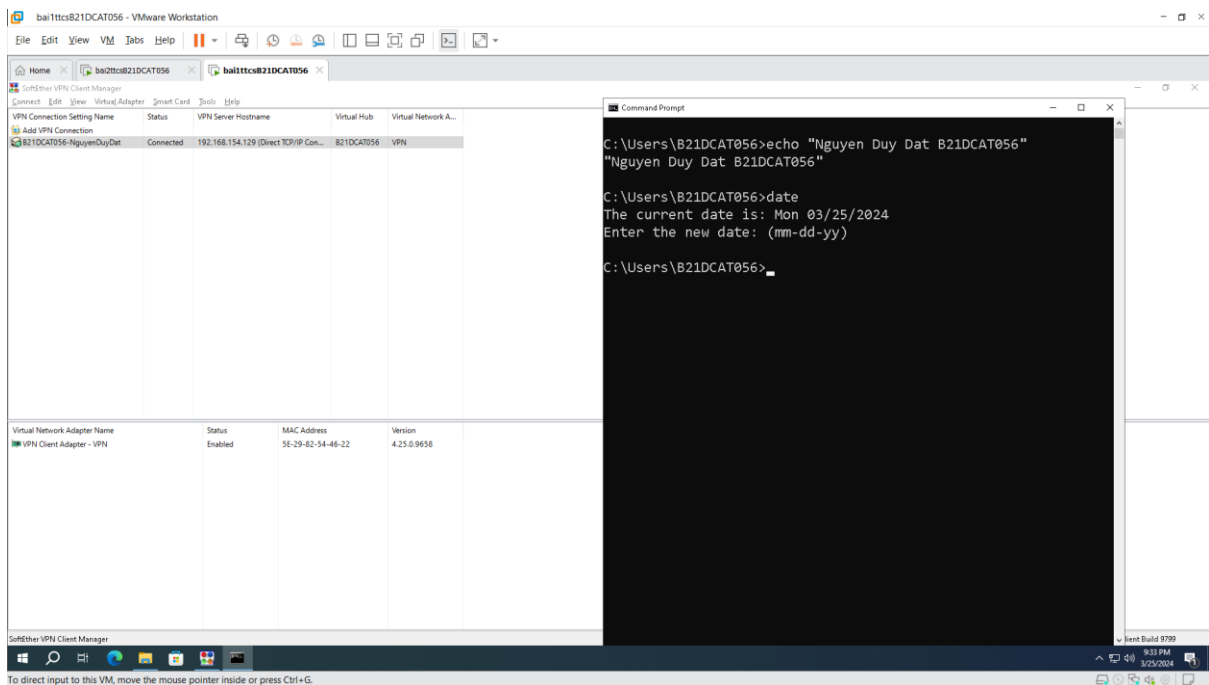 bai1ttcsB21DCAT056 - VMware Workstation
File Edit View VM Tabs Help
Home bai2ttcsB21DCAT056 bai1ttcsB21DCAT056
SoftEther VPN Client Manager
Connect Edit View Virtual Adapter Smart Card Tools Help
VPN Connection Setting Name Status VPN Server Hostname Virtual Hub Virtual Network A...
Add VPN Connection
B21DCAT056-NguyenDuyDat Connected 192.168.154.129 (Direct TCP/IP Con... B21DCAT056 VPN
Command Prompt
C:\Users\B21DCAT056>echo "Nguyen Duy Dat B21DCAT056"
"Nguyen Duy Dat B21DCAT056"
C:\Users\B21DCAT056>date
The current date is: Mon 03/25/2024
Enter the new date: (mm-dd-yy)
C:\Users\B21DCAT056>
Virtual Network Adapter Name Status MAC Address Version
VPN Client Adapter - VPN Enabled 5E-29-82-54-46-22 4.25.0.9658
SoftEther VPN Client Manager
lient Build 9799
9:33 PM
3/25/2024
To direct input to this VM, move the mouse pointer inside or press Ctrl+G.